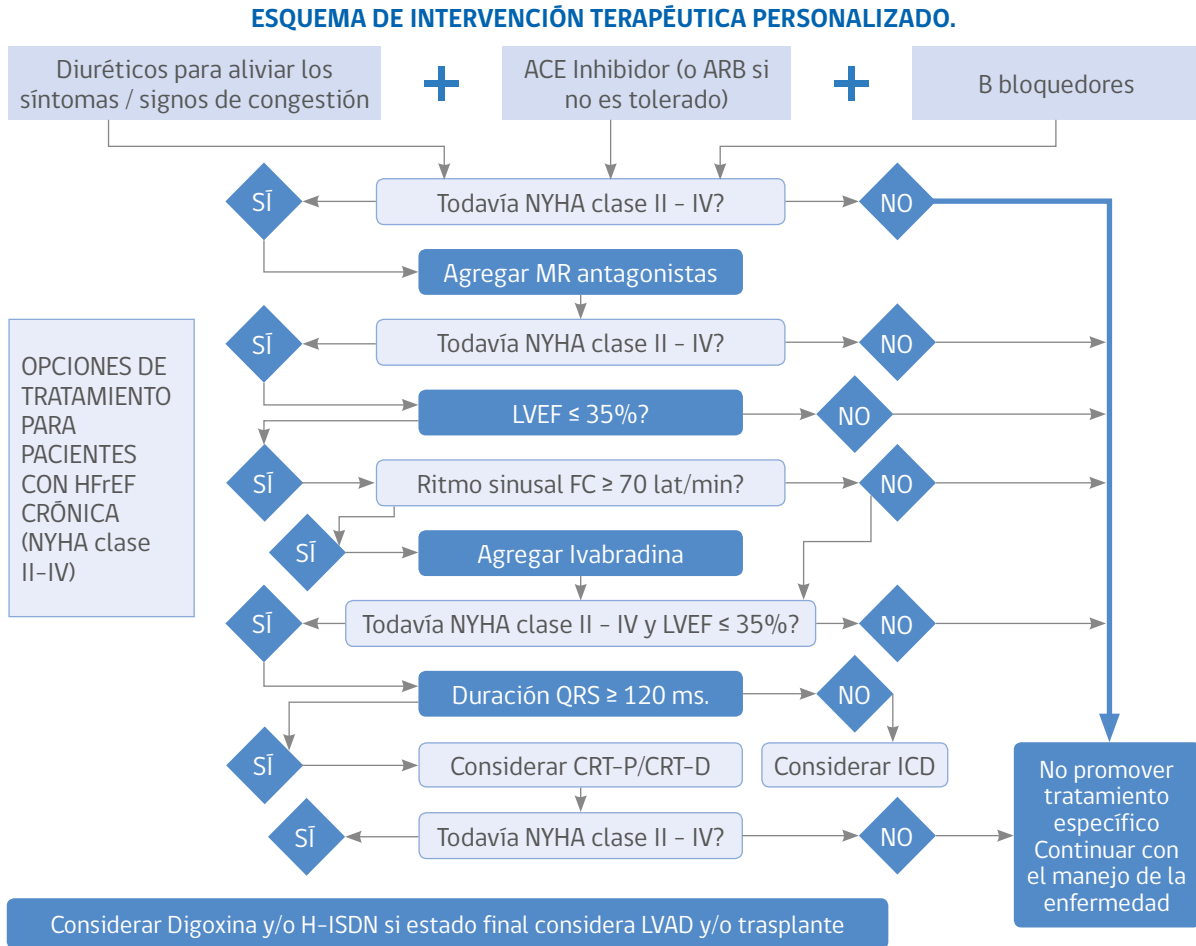 ESQUEMA DE INTERVENCIÓN TERAPÉUTICA PERSONALIZADO.
Diuréticos para aliviar los
síntomas / signos de congestión
+
ACE Inhibidor (o ARB si
no es tolerado)
+
B bloquedores
SÍ
Todavía NYHA clase II - IV?
NO
Agregar MR antagonistas
SÍ
Todavía NYHA clase II - IV?
NO
OPCIONES DE
TRATAMIENTO
PARA
PACIENTES
CON HFrEF
CRÓNICA
(NYHA clase
II-IV)
LVEF ≤ 35%?
NO
SÍ
Ritmo sinusal FC ≥ 70 lat/min?
NO
SÍ
Agregar Ivabradina
SÍ
Todavía NYHA clase II - IV y LVEF ≤ 35%?
NO
Duración QRS ≥ 120 ms.
NO
SÍ
Considerar CRT-P/CRT-D
Considerar ICD
SÍ
Todavía NYHA clase II - IV?
NO
No promover
tratamiento
específico
Continuar con
el manejo de la
enfermedad
Considerar Digoxina y/o H-ISDN si estado final considera LVAD y/o trasplante